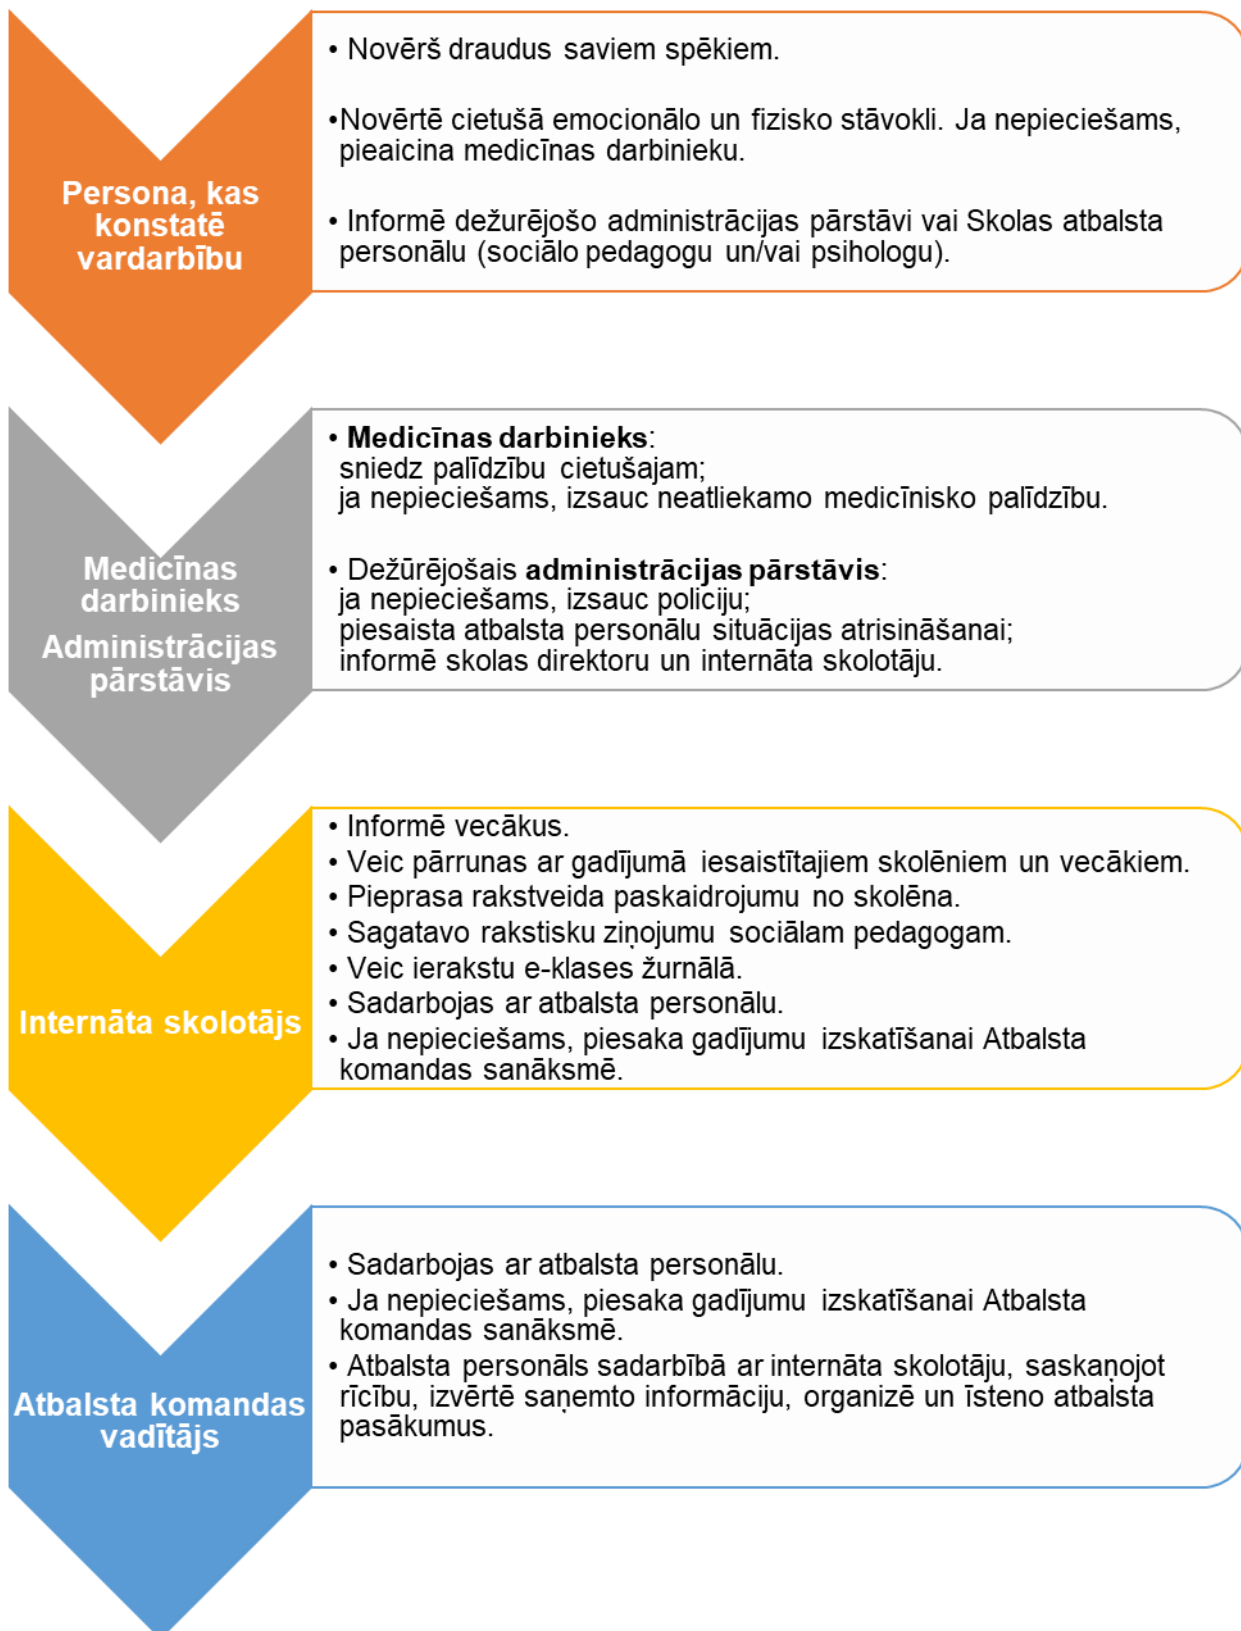 Persona, kas
konstatē
vardarbību
• Novērš draudus saviem spēkiem.
•Novērtē cietušā emocionālo un fizisko stāvokli. Ja nepieciešams,
pieaicina medicīnas darbinieku.
• Informē dežurējošo administrācijas pārstāvi vai Skolas atbalsta
personālu (sociālo pedagogu un/vai psihologu).
Medicīnas
darbinieks
Administrācijas
pārstāvis
• Medicīnas darbinieks:
sniedz palīdzību cietušajam;
ja nepieciešams, izsauc neatliekamo medicīnisko palīdzību.
• Dežūrējošais administrācijas pārstāvis:
ja nepieciešams, izsauc policiju;
piesaista atbalsta personālu situācijas atrisināšanai;
informē skolas direktoru un internāta skolotāju.
Internāta skolotājs
• Informē vecākus.
• Veic pārrunas ar gadījumā iesaistītajiem skolēniem un vecākiem.
• Pieprasa rakstveida paskaidrojumu no skolēna.
• Sagatavo rakstisku ziņojumu sociālam pedagogam.
• Veic ierakstu e-klases žurnālā.
• Sadarbojas ar atbalsta personālu.
• Ja nepieciešams, piesaka gadījumu izskatīšanai Atbalsta
komandas sanāksmē.
Atbalsta komandas
vadītājs
• Sadarbojas ar atbalsta personālu.
• Ja nepieciešams, piesaka gadījumu izskatīšanai Atbalsta
komandas sanāksmē.
• Atbalsta personāls sadarbībā ar internāta skolotāju, saskaņojot
rīcību, izvērtē saņemto informāciju, organizē un īsteno atbalsta
pasākumus.